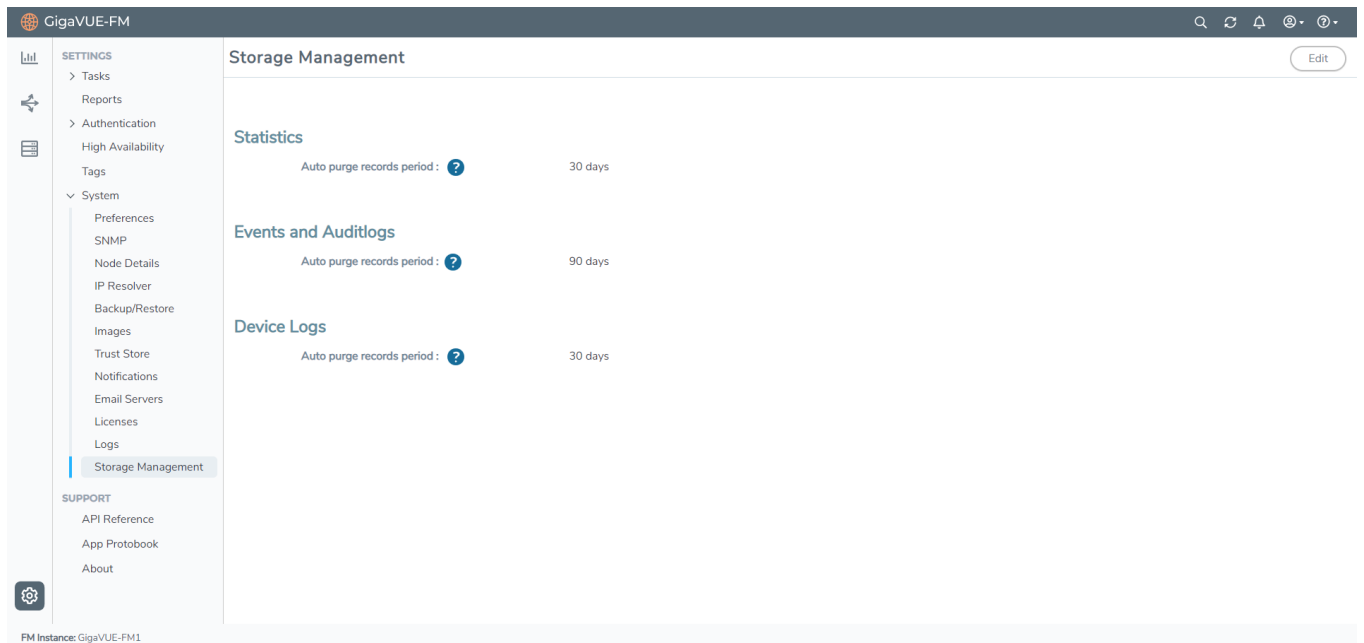 GigaVUE-FM
SETTINGS
Tasks
Reports
Authentication
High Availability
Tags
System
Preferences
SNMP
Node Details
IP Resolver
Backup/Restore
Images
Trust Store
Notifications
Email Servers
Licenses
Logs
Storage Management
SUPPORT
API Reference
App Protobook
About
Storage Management
Edit
Statistics
Auto purge records period : ? 30 days
Events and Auditlogs
Auto purge records period : ? 90 days
Device Logs
Auto purge records period : ? 30 days
FM Instance: GigaVUE-FM1